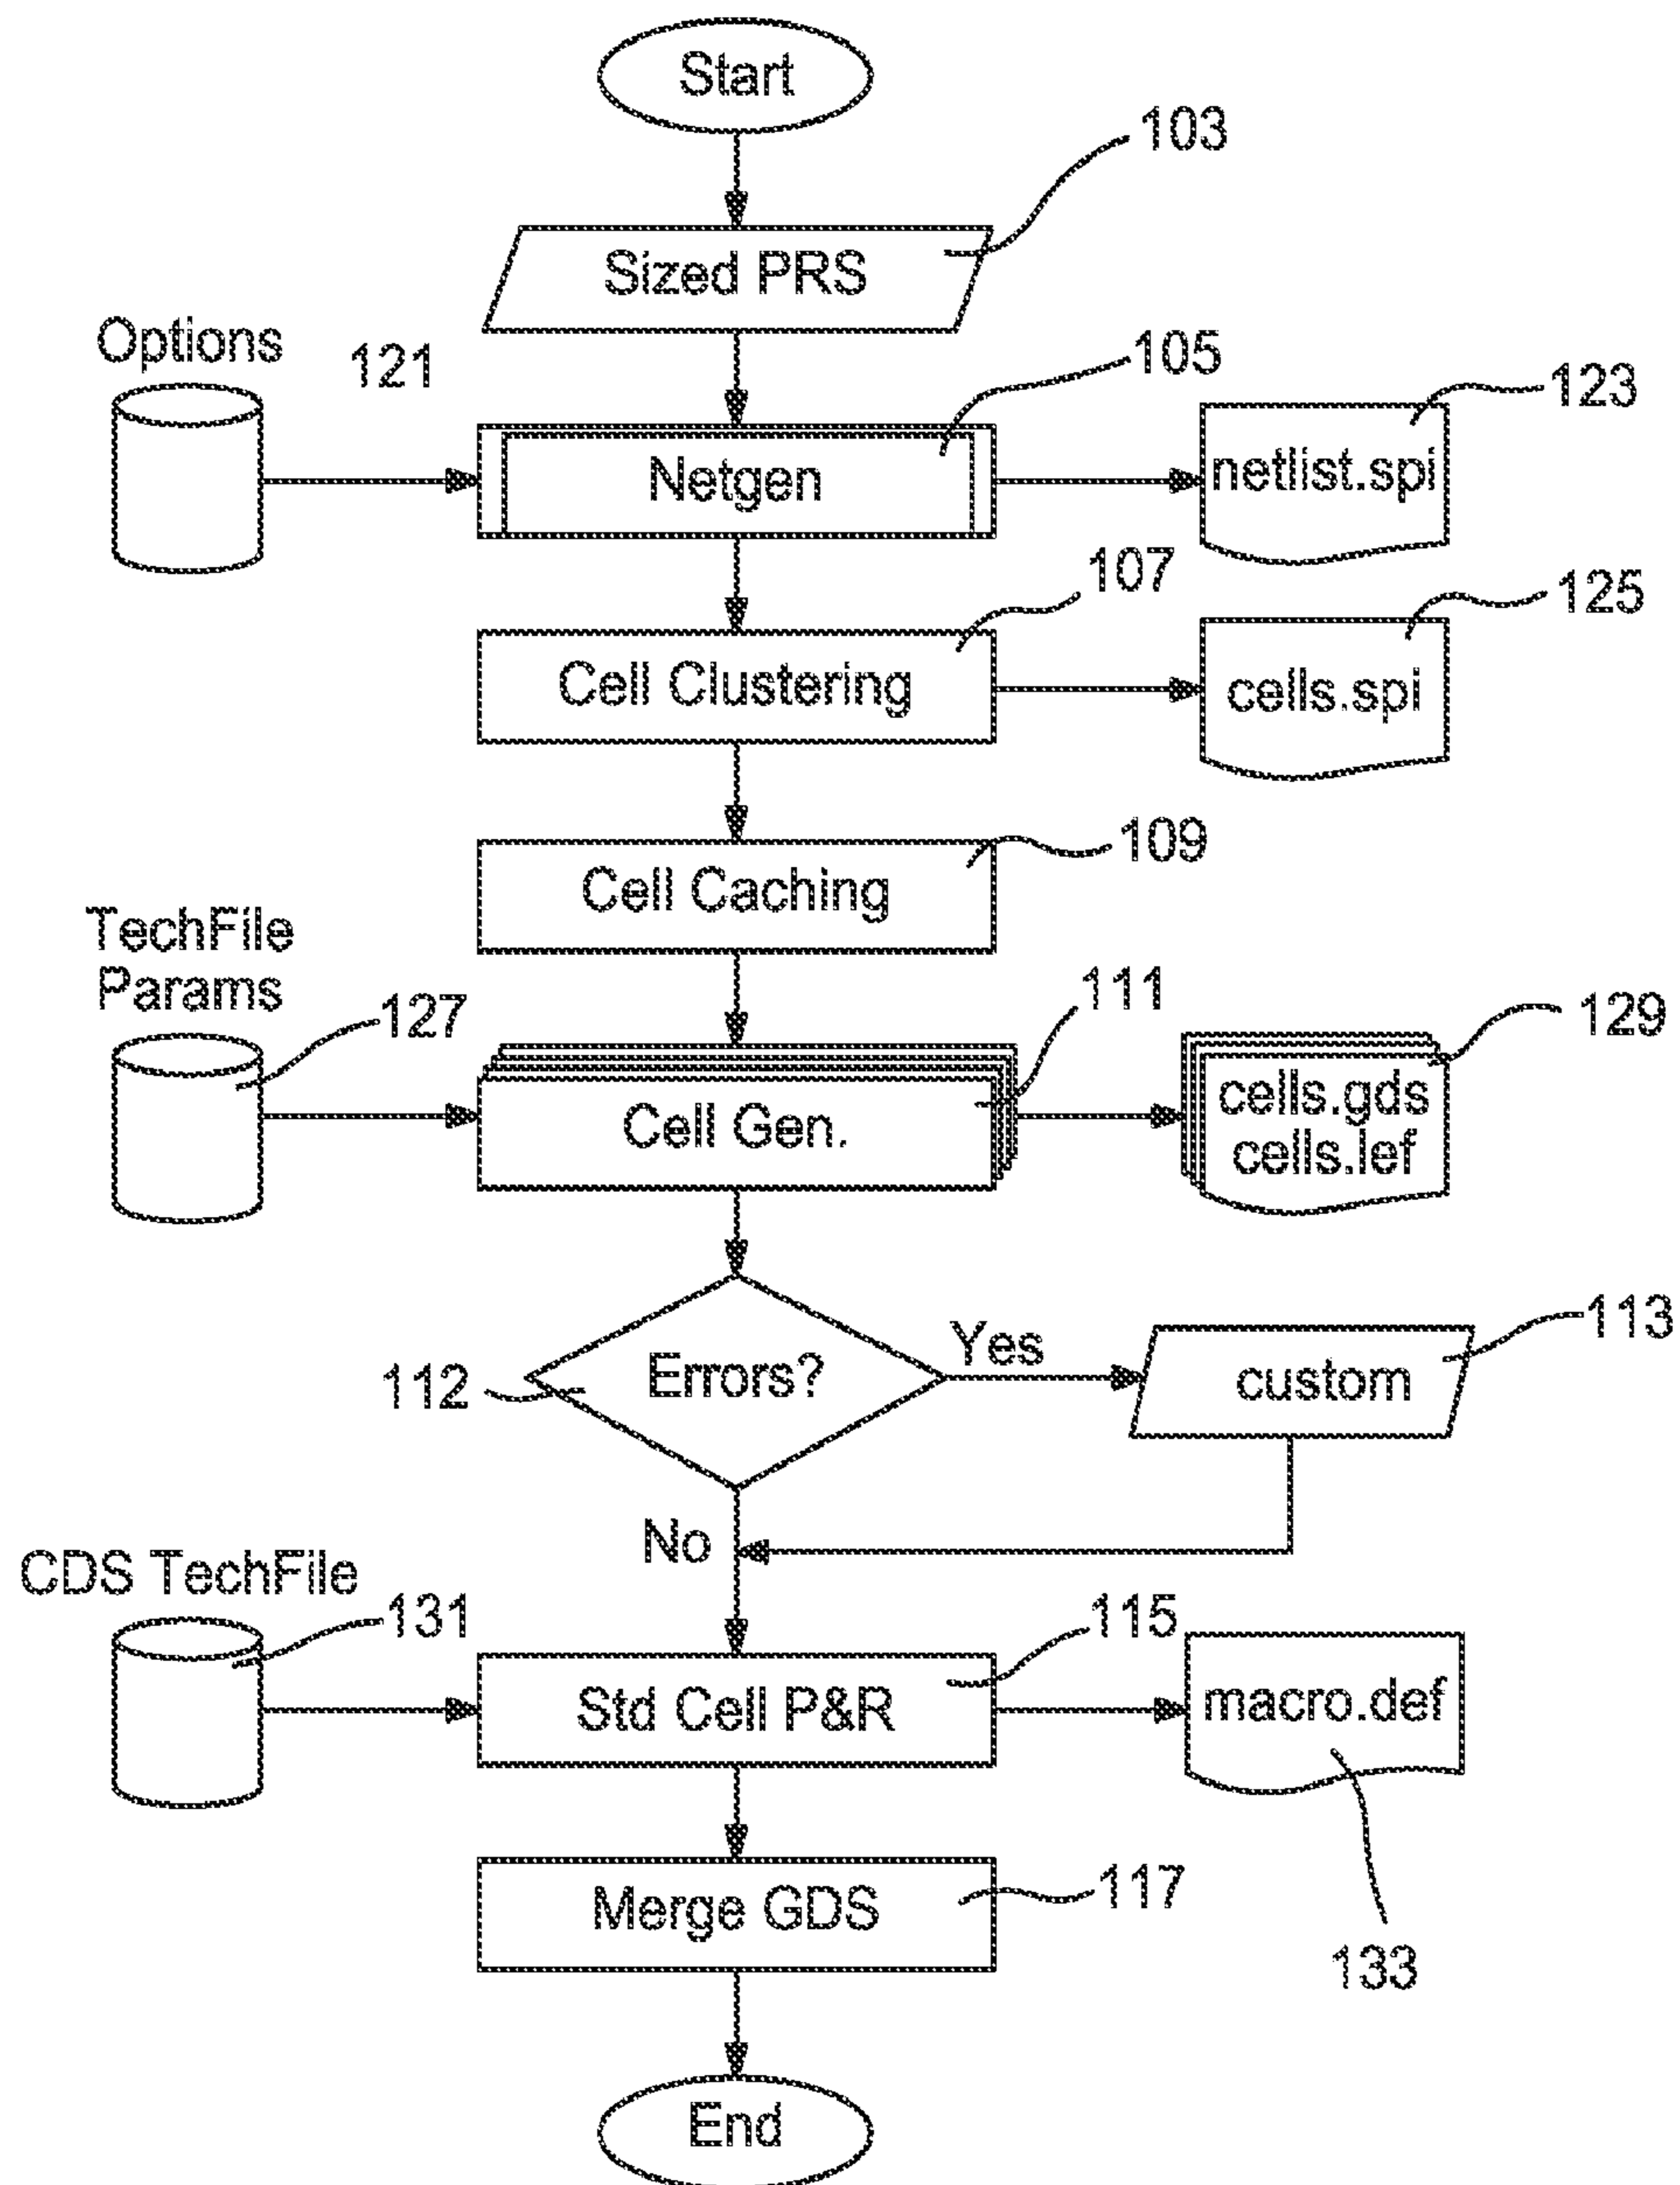 Start
103
Sized PRS
Options
121
105
123
Netgen
netlist.spi
107
125
Cell Clustering
cells.spi
109
Cell Caching
TechFile
Params
127
111
129
Cell Gen.
cells.gds
cells.lef
112
Errors?
Yes
113
custom
No
CDS TechFile
131
115
Std Cell P&R
macro.def
Merge GDS
117
133
End